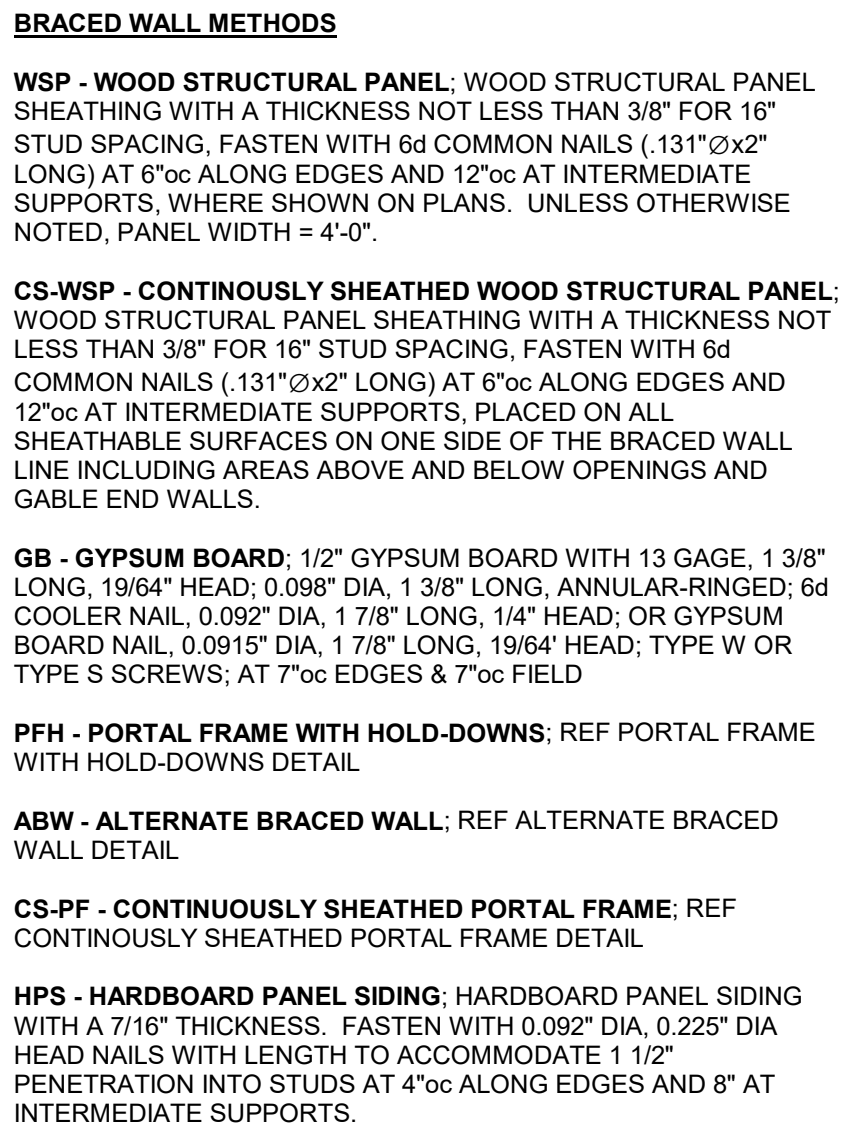 BRACED WALL METHODS
WSP - WOOD STRUCTURAL PANEL; WOOD STRUCTURAL PANEL
SHEATHING WITH A THICKNESS NOT LESS THAN 3/8" FOR 16"
STUD SPACING, FASTEN WITH 6d COMMON NAILS (.131"∅x2"
LONG) AT 6"oc ALONG EDGES AND 12"oc AT INTERMEDIATE
SUPPORTS, WHERE SHOWN ON PLANS. UNLESS OTHERWISE
NOTED, PANEL WIDTH = 4'-0".
CS-WSP - CONTINOUSLY SHEATHED WOOD STRUCTURAL PANEL;
WOOD STRUCTURAL PANEL SHEATHING WITH A THICKNESS NOT
LESS THAN 3/8" FOR 16" STUD SPACING, FASTEN WITH 6d
COMMON NAILS (.131"∅x2" LONG) AT 6"oc ALONG EDGES AND
12"oc AT INTERMEDIATE SUPPORTS, PLACED ON ALL
SHEATHABLE SURFACES ON ONE SIDE OF THE BRACED WALL
LINE INCLUDING AREAS ABOVE AND BELOW OPENINGS AND
GABLE END WALLS.
GB - GYPSUM BOARD; 1/2" GYPSUM BOARD WITH 13 GAGE, 1 3/8"
LONG, 19/64" HEAD; 0.098" DIA, 1 3/8" LONG, ANNULAR-RINGED; 6d
COOLER NAIL, 0.092" DIA, 1 7/8" LONG, 1/4" HEAD; OR GYPSUM
BOARD NAIL, 0.0915" DIA, 1 7/8" LONG, 19/64' HEAD; TYPE W OR
TYPE S SCREWS; AT 7"oc EDGES & 7"oc FIELD
PFH - PORTAL FRAME WITH HOLD-DOWNS; REF PORTAL FRAME
WITH HOLD-DOWNS DETAIL
ABW - ALTERNATE BRACED WALL; REF ALTERNATE BRACED
WALL DETAIL
CS-PF - CONTINUOUSLY SHEATHED PORTAL FRAME; REF
CONTINOUSLY SHEATHED PORTAL FRAME DETAIL
HPS - HARDBOARD PANEL SIDING; HARDBOARD PANEL SIDING
WITH A 7/16" THICKNESS. FASTEN WITH 0.092" DIA, 0.225" DIA
HEAD NAILS WITH LENGTH TO ACCOMMODATE 1 1/2"
PENETRATION INTO STUDS AT 4"oc ALONG EDGES AND 8" AT
INTERMEDIATE SUPPORTS.